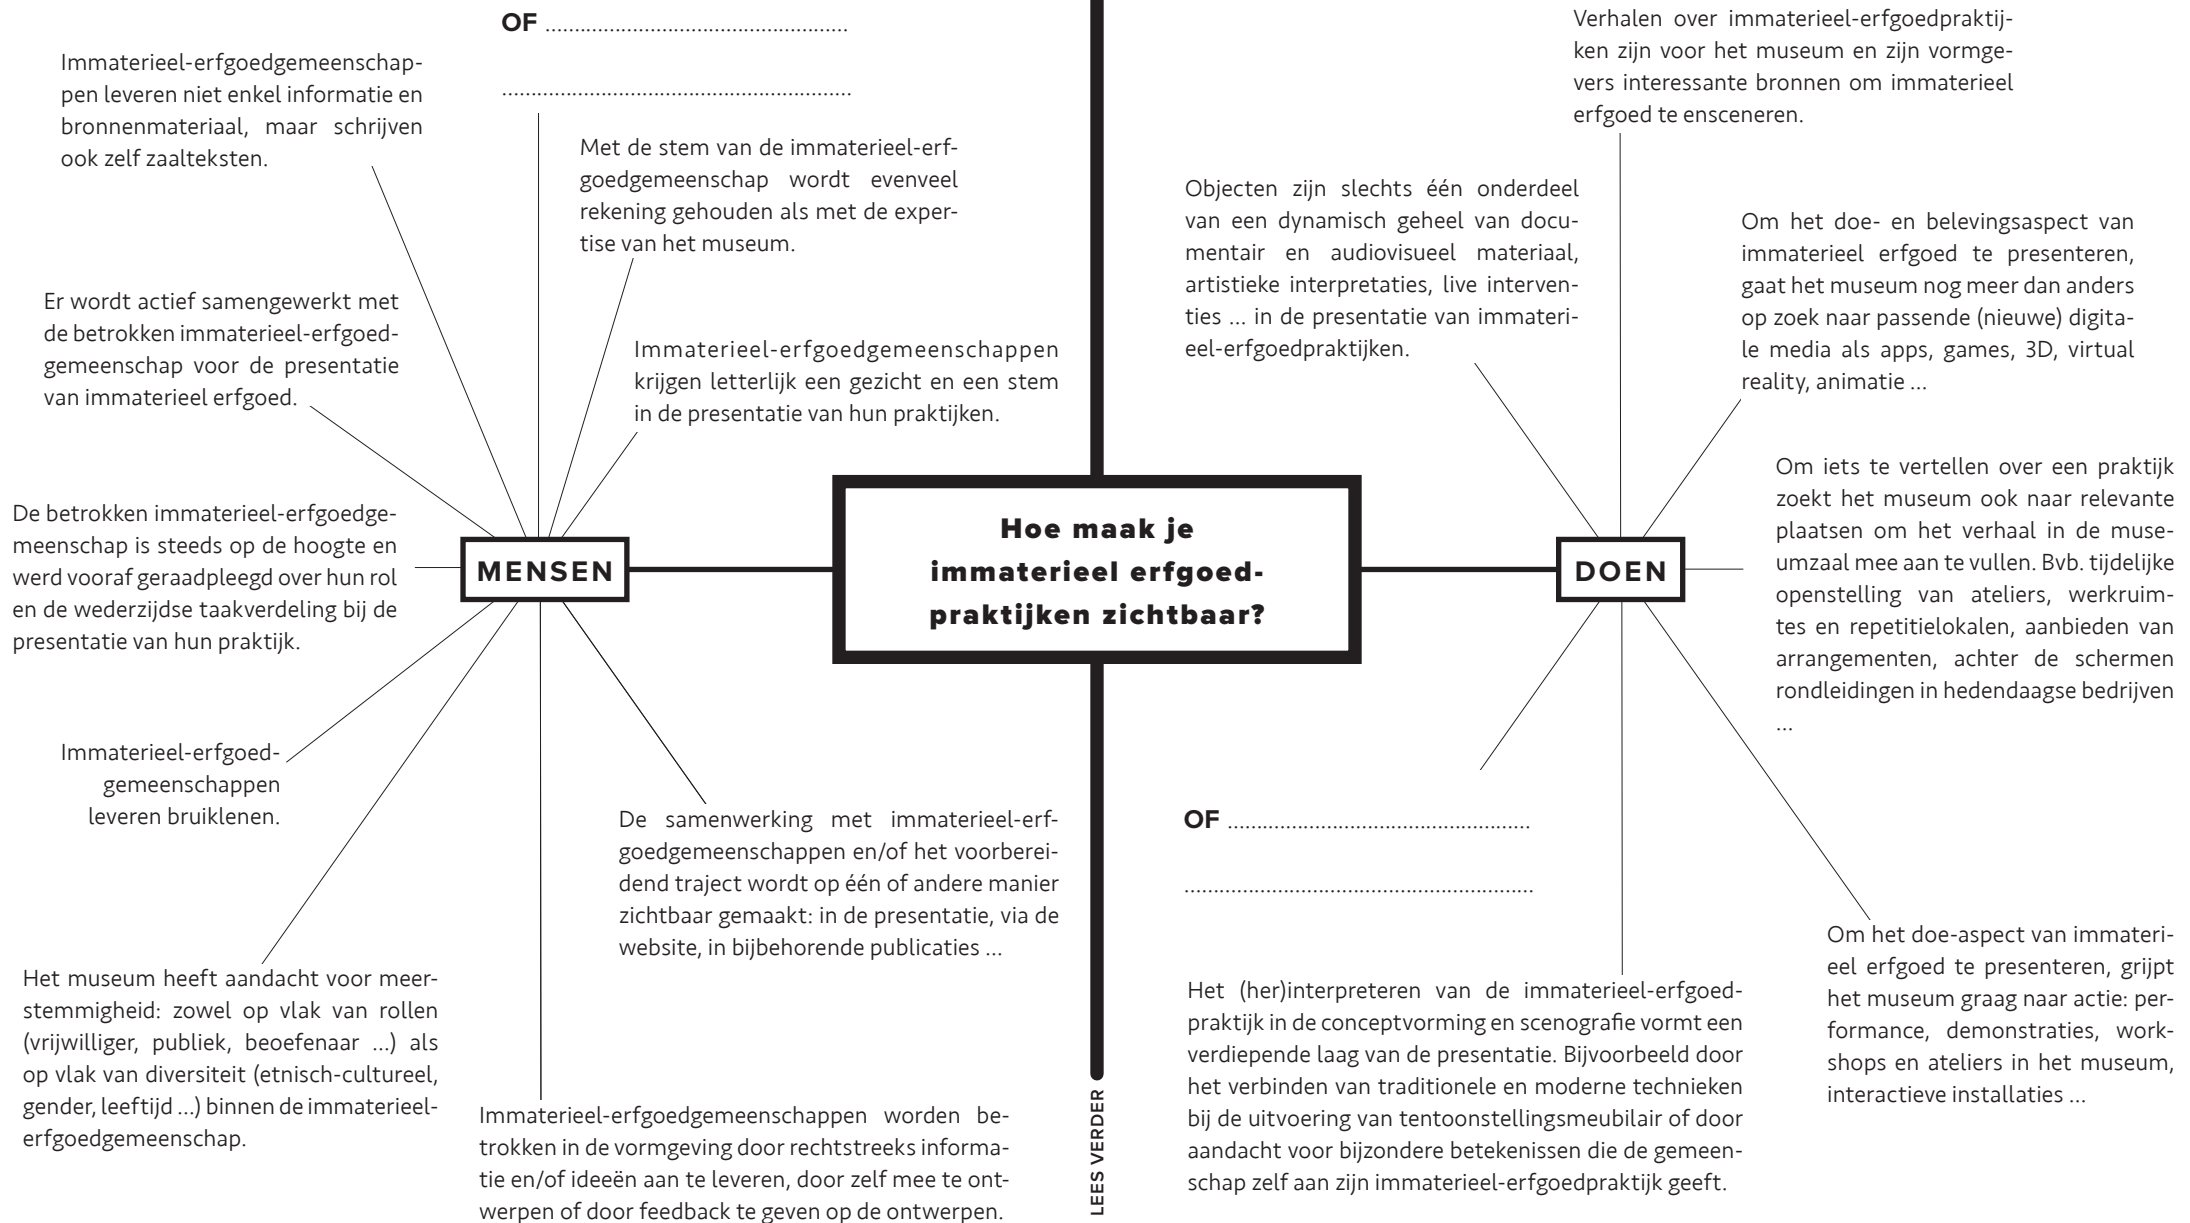 OF ....................................................
............................................................
Immaterieel-erfgoedgemeenschap-
pen leveren niet enkel informatie en
bronnenmateriaal, maar schrijven
ook zelf zaalteksten.
Met de stem van de immaterieel-erf-
goedgemeenschap wordt evenveel
rekening gehouden als met de exper-
tise van het museum.
Er wordt actief samengewerkt met
de betrokken immaterieel-erfgoed-
gemeenschap voor de presentatie
van immaterieel erfgoed.
Immaterieel-erfgoedgemeenschappen
krijgen letterlijk een gezicht en een stem
in de presentatie van hun praktijken.
De betrokken immaterieel-erfgoedge-
meenschap is steeds op de hoogte en
werd vooraf geraadpleegd over hun rol
en de wederzijdse taakverdeling bij de
presentatie van hun praktijk.
MENSEN
Immaterieel-erfgoed-
gemeenschappen
leveren bruiklenen.
De samenwerking met immaterieel-erf-
goedgemeenschappen en/of het voorberei-
dend traject wordt op één of andere manier
zichtbaar gemaakt: in de presentatie, via de
website, in bijbehorende publicaties ...
Het museum heeft aandacht voor meer-
stemmigheid: zowel op vlak van rollen
(vrijwilliger, publiek, beoefenaar ...) als
op vlak van diversiteit (etnisch-cultureel,
gender, leeftijd ...) binnen de immaterieel-
erfgoedgemeenschap.
Immaterieel-erfgoedgemeenschappen worden be-
trokken in de vormgeving door rechtstreeks informa-
tie en/of ideeën aan te leveren, door zelf mee te ont-
werpen of door feedback te geven op de ontwerpen.
Hoe maak je
immaterieel erfgoed-
praktijken zichtbaar?
LEES VERDER
Verhalen over immaterieel-erfgoedpraktij-
ken zijn voor het museum en zijn vormge-
vers interessante bronnen om immaterieel
erfgoed te ensceneren.
Objecten zijn slechts één onderdeel
van een dynamisch geheel van docu-
mentair en audiovisueel materiaal,
artistieke interpretaties, live interven-
ties ... in de presentatie van immateri-
eel-erfgoedpraktijken.
Om het doe- en belevingsaspect van
immaterieel erfgoed te presenteren,
gaat het museum nog meer dan anders
op zoek naar passende (nieuwe) digita-
le media als apps, games, 3D, virtual
reality, animatie ...
DOEN
Om iets te vertellen over een praktijk
zoekt het museum ook naar relevante
plaatsen om het verhaal in de muse-
umzaal mee aan te vullen. Bvb. tijdelijke
openstelling van ateliers, werkruim-
tes en repetitielokalen, aanbieden van
arrangementen, achter de schermen
rondleidingen in hedendaagse bedrijven
...
OF ....................................................
............................................................
Het (her)interpreteren van de immaterieel-erfgoed-
praktijk in de conceptvorming en scenografie vormt een
verdiepende laag van de presentatie. Bijvoorbeeld door
het verbinden van traditionele en moderne technieken
bij de uitvoering van tentoonstellingsmeubilair of door
aandacht voor bijzondere betekenissen die de gemeen-
schap zelf aan zijn immaterieel-erfgoedpraktijk geeft.
Om het doe-aspect van immateri-
eel erfgoed te presenteren, grijpt
het museum graag naar actie: per-
formance, demonstraties, work-
shops en ateliers in het museum,
interactieve installaties ...